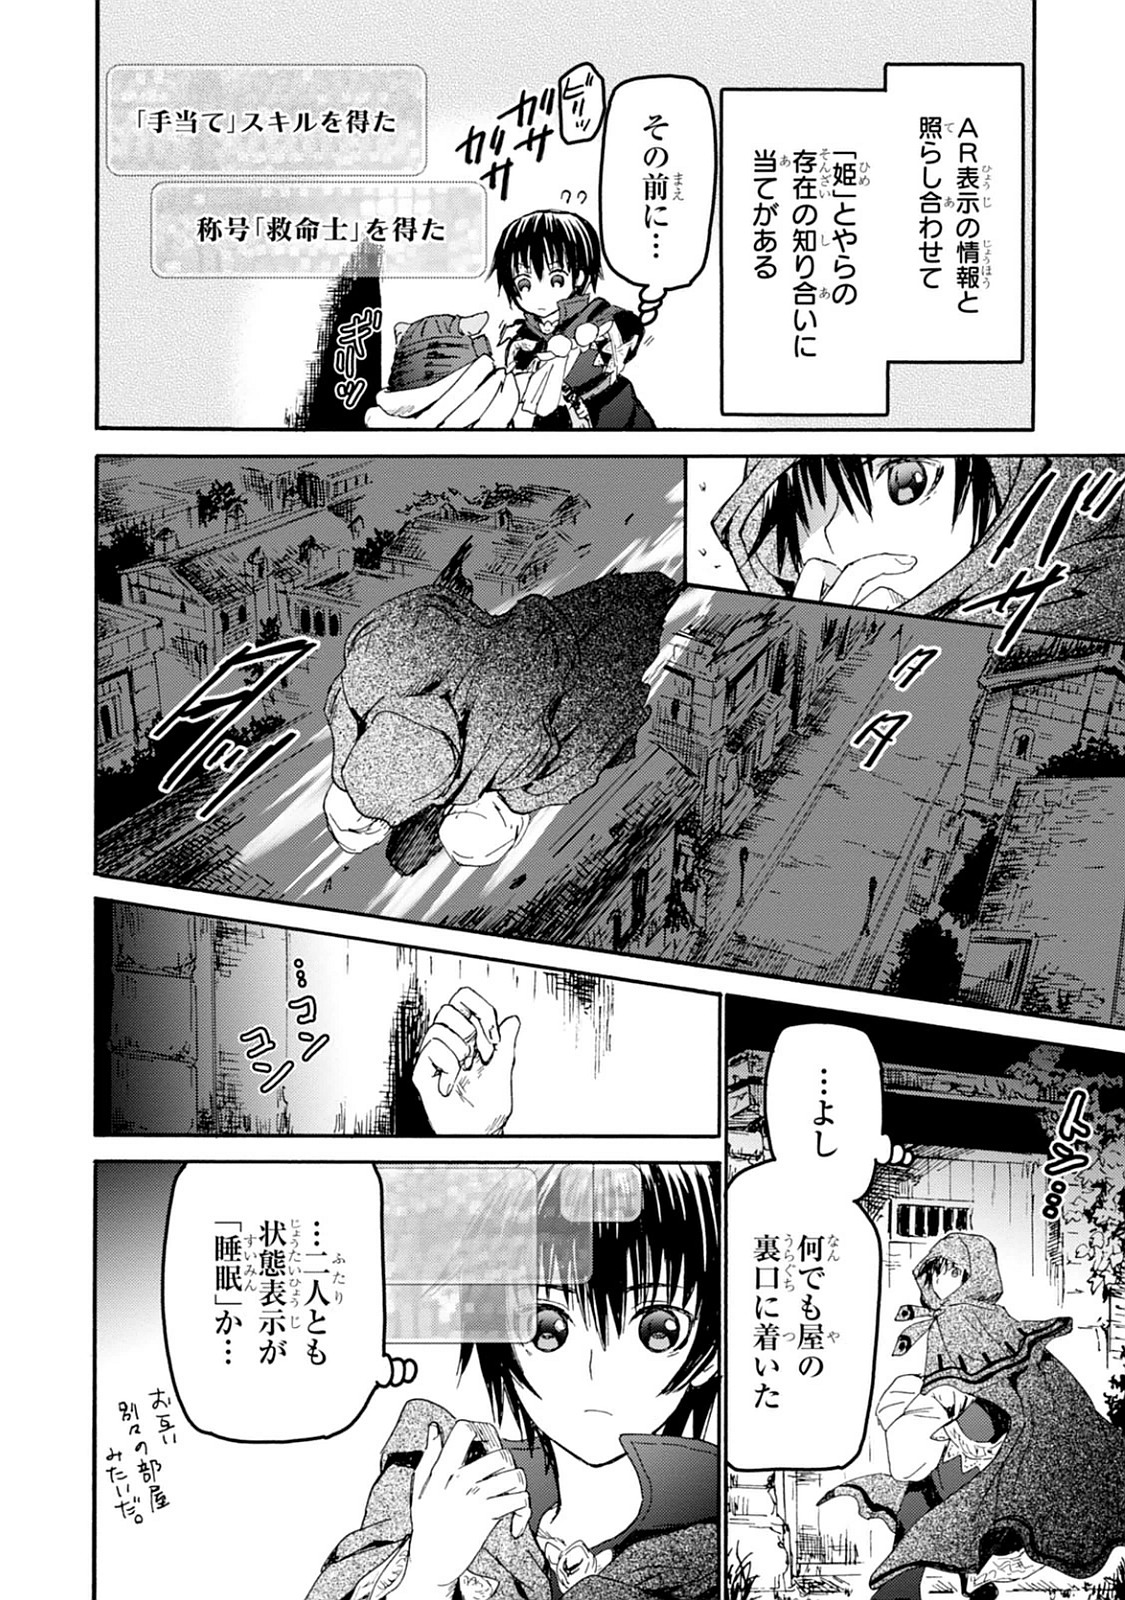 AR表示の情報と
照らし合わせて
「姫」とやらの
存在の知り合いに
当てがある
その前に…
ビリッ
ガサ
ガサ
「手当て」スキルを得た
称号「救命士」を得た
ギリッ
バサ
タッ
タ
タ
トン…
…よし
何でも屋の
裏口に着いた
コン
コン…
…二人とも
状態表示が
「睡眠」か…
お互い
別々の部屋
みたいだ。